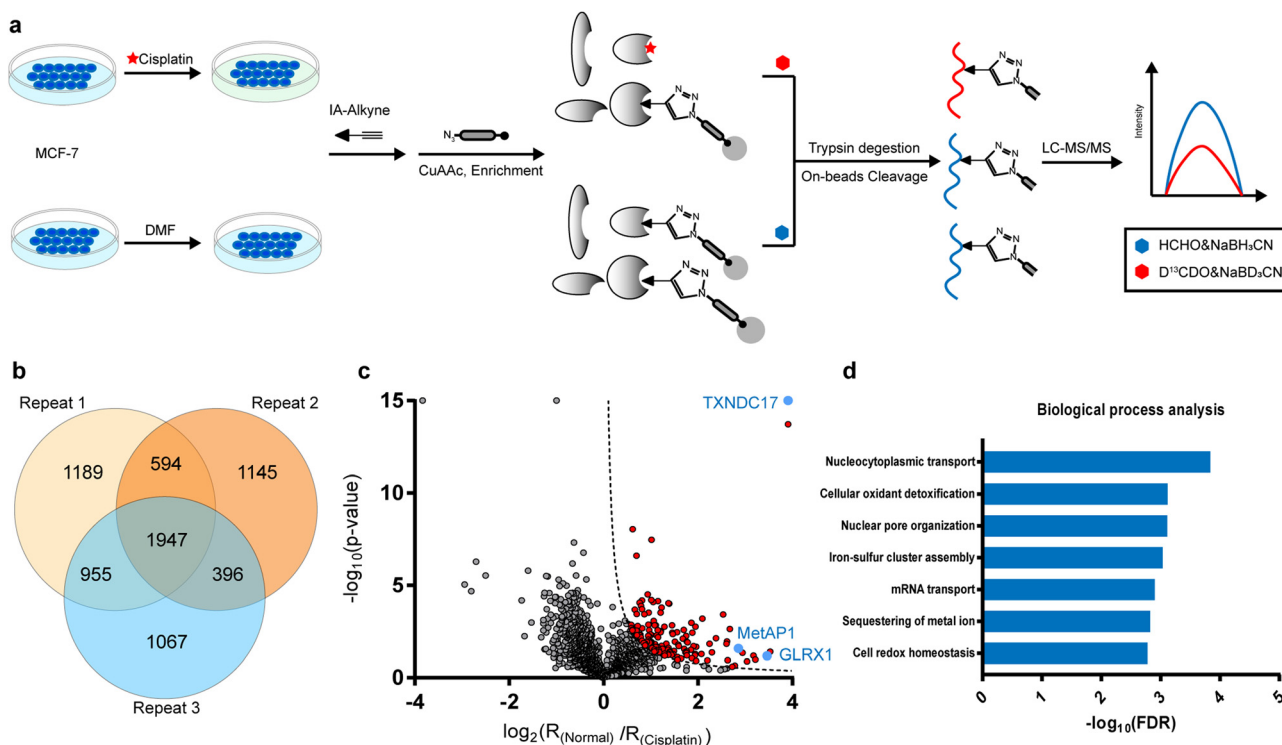 a
Cisplatin
MCF-7
DMF
IA-Alkyne
N₃
CuAAc, Enrichment
N
N
N
N
N
N
N
N
N
Trypsin degestion
On-beads Cleavage
N
N
N
N
N
N
N
N
N
LC-MS/MS
Intensity
HCHO&NaBH₃CN
D¹³CDO&NaBD₃CN
b
Repeat 1
Repeat 2
1189
594
1145
1947
955
396
1067
Repeat 3
c
15
10
5
0
-log₁₀(p-value)
TXNDC17
MetAP1
GLRX1
-4
-2
0
2
4
log₂(R₍Normal₎/R₍Cisplatin₎)
d
Biological process analysis
Nucleocytoplasmic transport
Cellular oxidant detoxification
Nuclear pore organization
Iron-sulfur cluster assembly
mRNA transport
Sequestering of metal ion
Cell redox homeostasis
0
1
2
3
4
5
-log₁₀(FDR)